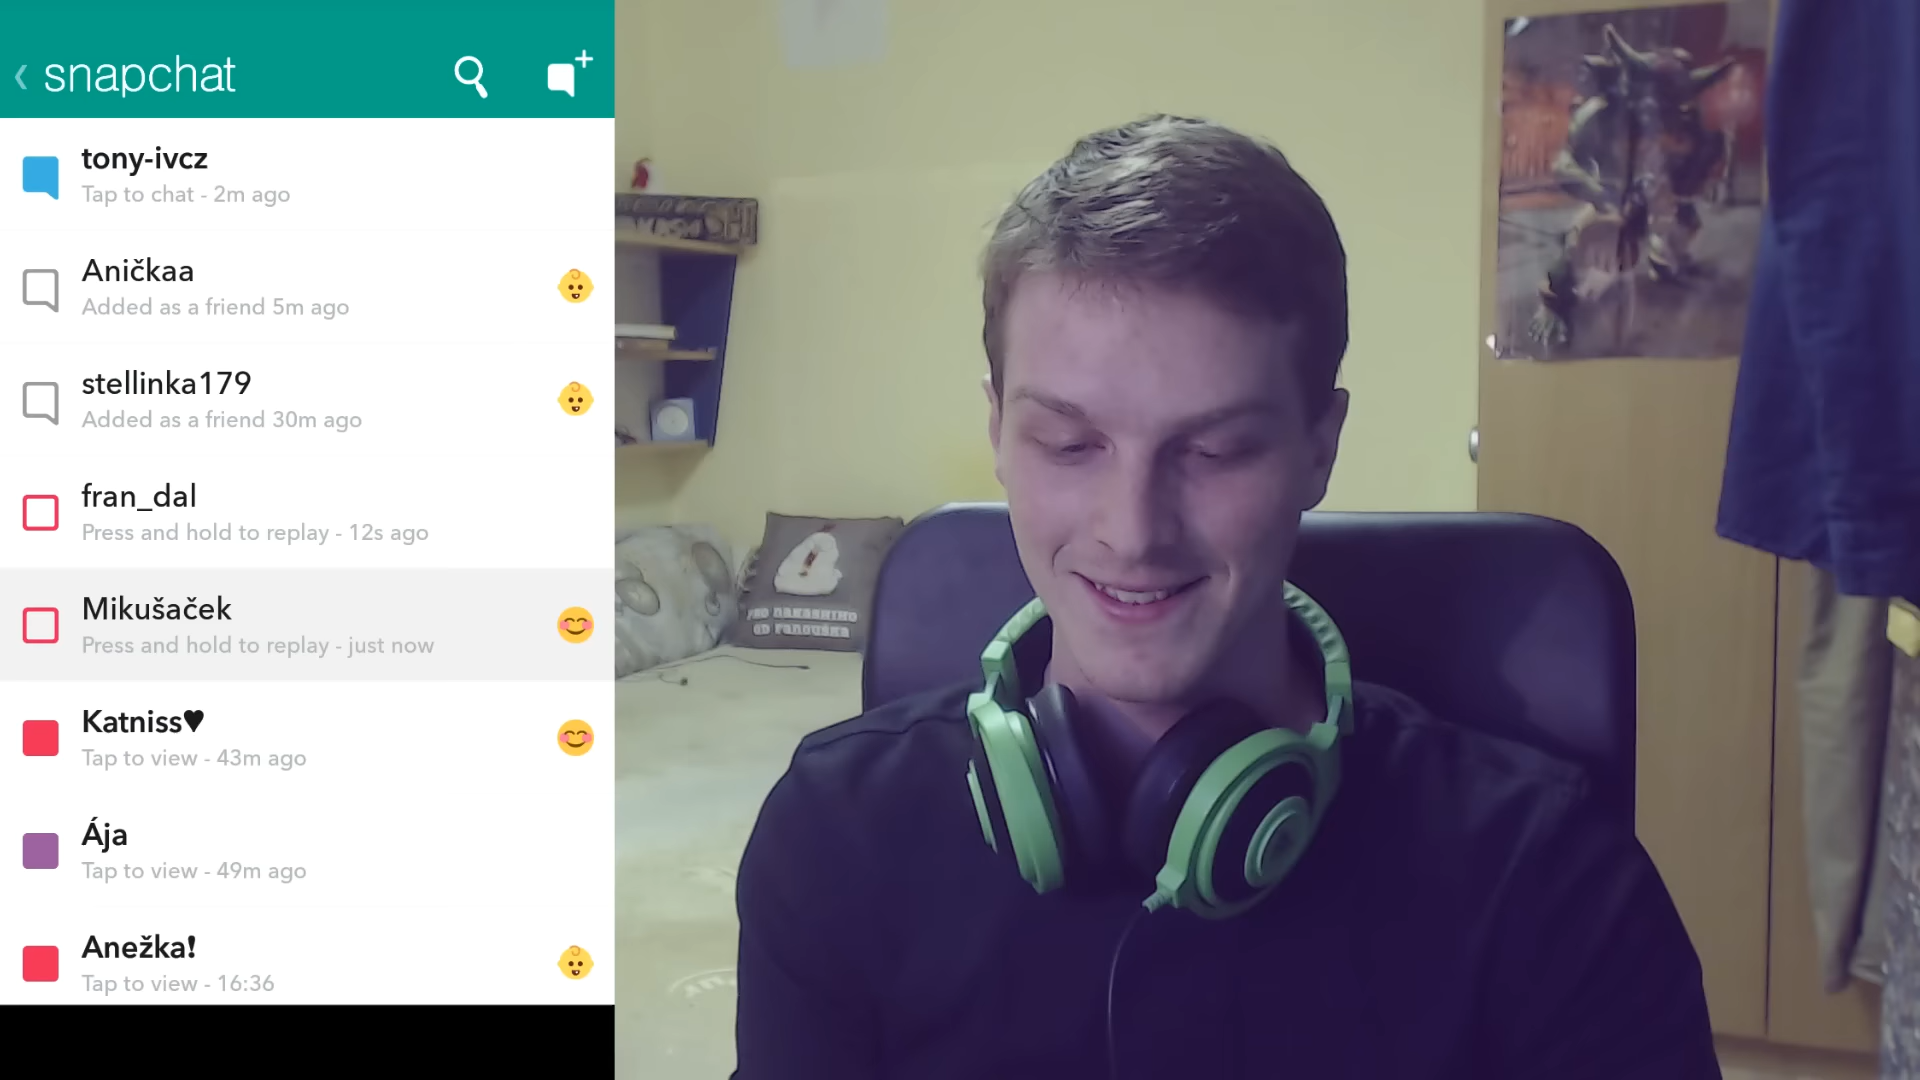 snapchat
tony-ivcz
Tap to chat - 2m ago
Aničkaa
Added as a friend 5m ago
stellinka179
Added as a friend 30m ago
fran_dal
Press and hold to replay - 12s ago
Mikušaček
Press and hold to replay - just now
Katniss♥
Tap to view - 43m ago
Ája
Tap to view - 49m ago
Anežka!
Tap to view - 16:36